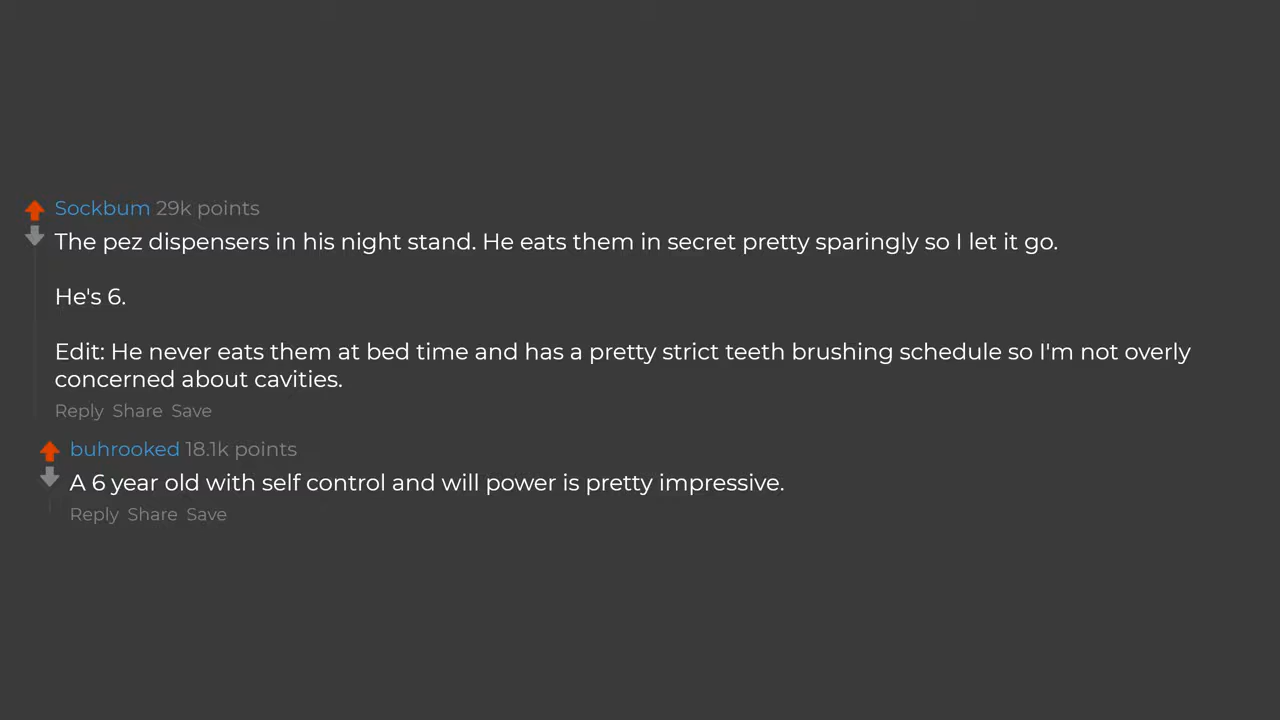 Sockbum 29k points
The pez dispensers in his night stand. He eats them in secret pretty sparingly so I let it go.
He's 6.
Edit: He never eats them at bed time and has a pretty strict teeth brushing schedule so I'm not overly
concerned about cavities.
Reply Share Save
buhrooked 18.1k points
A 6 year old with self control and will power is pretty impressive.
Reply Share Save